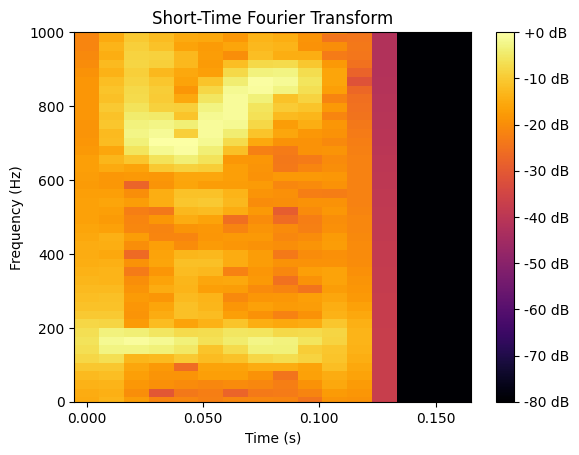 Short-Time Fourier Transform
1000
800
600
400
200
0
Frequency (Hz)
0.000
0.050
0.100
0.150
Time (s)
+0 dB
-10 dB
-20 dB
-30 dB
-40 dB
-50 dB
-60 dB
-70 dB
-80 dB